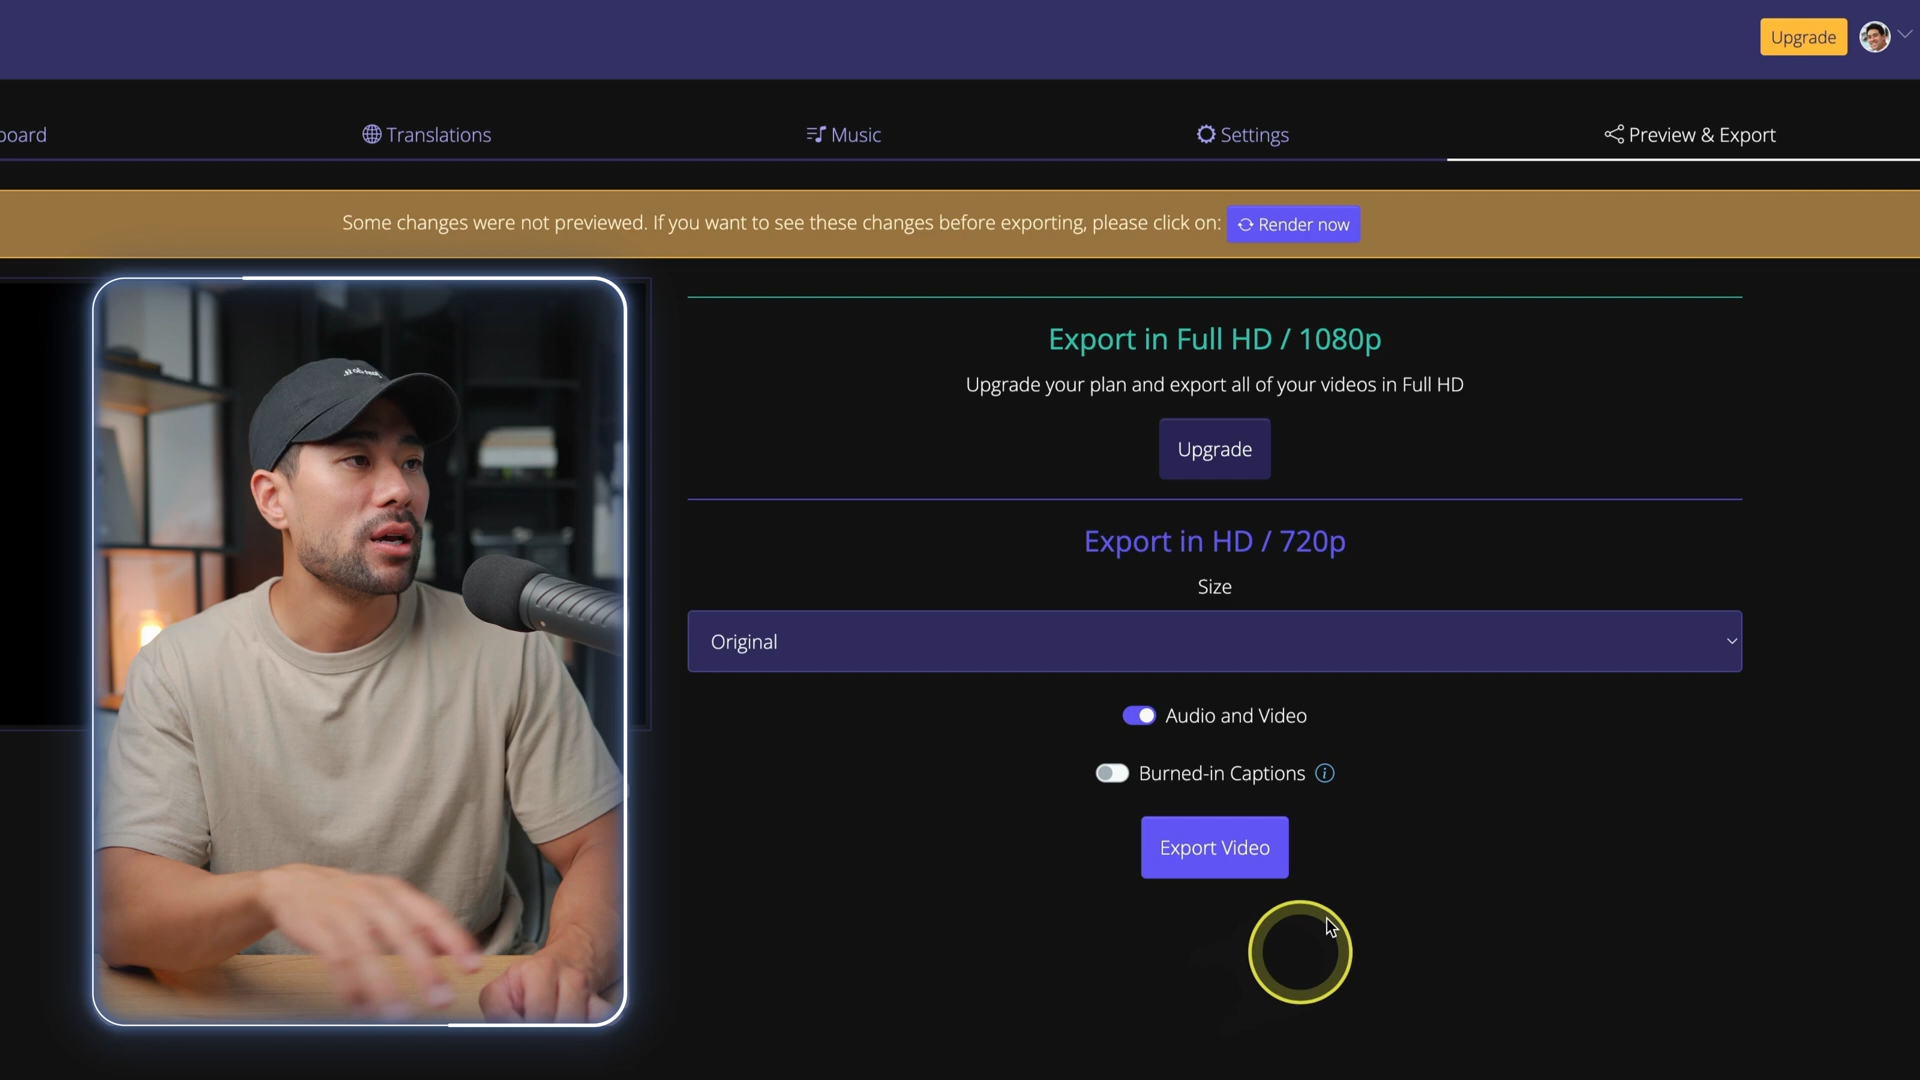 Upgrade
board
Translations
Music
Settings
Preview & Export
Some changes were not previewed. If you want to see these changes before exporting, please click on: Render now
Export in Full HD / 1080p
Upgrade your plan and export all of your videos in Full HD
Upgrade
Export in HD / 720p
Size
Original
Audio and Video
Burned-in Captions
Export Video